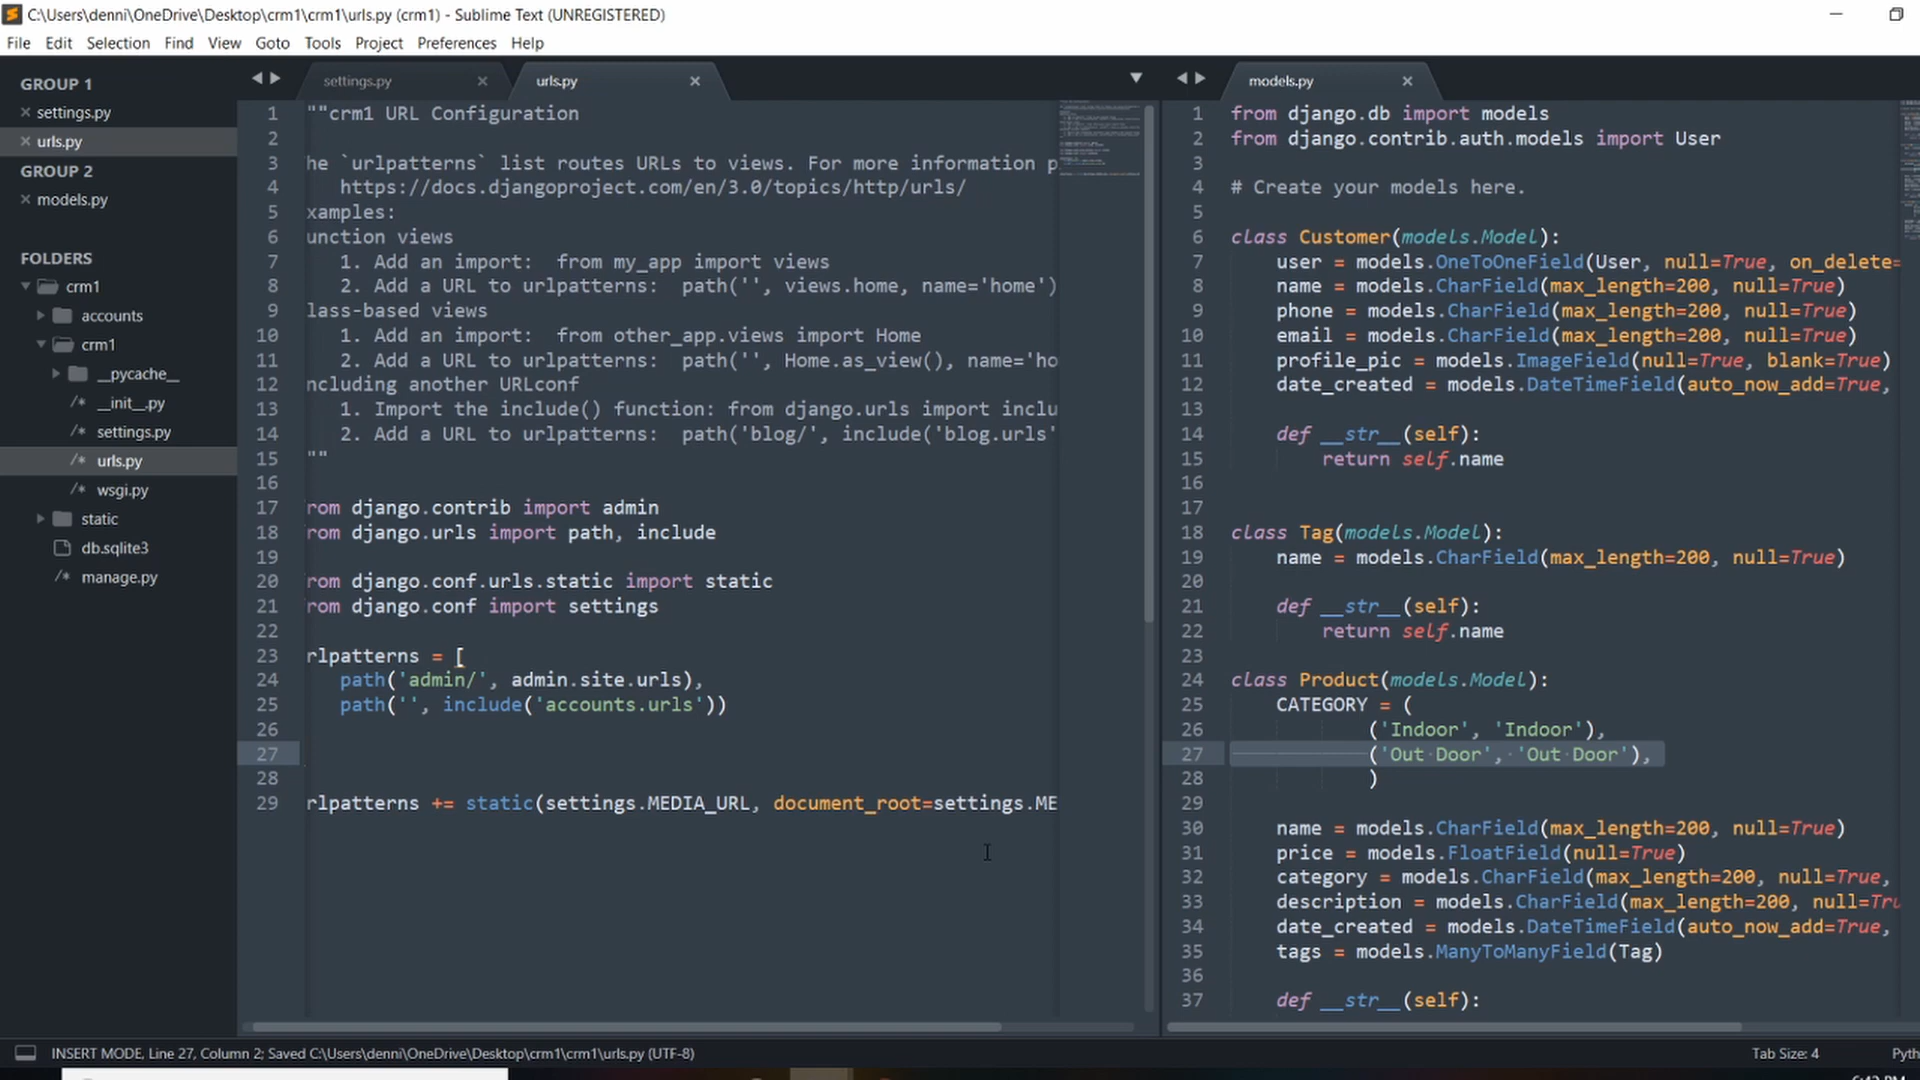 C:\Users\denni\OneDrive\Desktop\crm1\crm1\urls.py (crm1) - Sublime Text (UNREGISTERED)
File Edit Selection Find View Goto Tools Project Preferences Help
GROUP 1
settings.py
urls.py
GROUP 2
models.py
FOLDERS
crm1
accounts
crm1
__pycache__
/* __init__.py
/* settings.py
/* urls.py
/* wsgi.py
static
db.sqlite3
/* manage.py
settings.py × urls.py ×
1 ""crm1 URL Configuration
2
3 he `urlpatterns` list routes URLs to views. For more information p
4 https://docs.djangoproject.com/en/3.0/topics/http/urls/
5 xamples:
6 unction views
7 1. Add an import:  from my_app import views
8 2. Add a URL to urlpatterns:  path('', views.home, name='home')
9 lass-based views
10 1. Add an import:  from other_app.views import Home
11 2. Add a URL to urlpatterns:  path('', Home.as_view(), name='ho
12 ncluding another URLconf
13 1. Import the include() function: from django.urls import inclu
14 2. Add a URL to urlpatterns:  path('blog/', include('blog.urls'
15 ""
16
17 rom django.contrib import admin
18 rom django.urls import path, include
19
20 rom django.conf.urls.static import static
21 rom django.conf import settings
22
23 rlpatterns = [
24 path('admin/', admin.site.urls),
25 path('', include('accounts.urls'))
26
27
28
29 rlpatterns += static(settings.MEDIA_URL, document_root=settings.ME
models.py ×
1 from django.db import models
2 from django.contrib.auth.models import User
3
4 # Create your models here.
5
6 class Customer(models.Model):
7 user = models.OneToOneField(User, null=True, on_delete=
8 name = models.CharField(max_length=200, null=True)
9 phone = models.CharField(max_length=200, null=True)
10 email = models.CharField(max_length=200, null=True)
11 profile_pic = models.ImageField(null=True, blank=True)
12 date_created = models.DateTimeField(auto_now_add=True,
13
14 def __str__(self):
15 return self.name
16
17
18 class Tag(models.Model):
19 name = models.CharField(max_length=200, null=True)
20
21 def __str__(self):
22 return self.name
23
24 class Product(models.Model):
25 CATEGORY = (
26 ('Indoor', 'Indoor'),
27 ('Out Door', 'Out Door'),
28 )
29
30 name = models.CharField(max_length=200, null=True)
31 price = models.FloatField(null=True)
32 category = models.CharField(max_length=200, null=True,
33 description = models.CharField(max_length=200, null=Tru
34 date_created = models.DateTimeField(auto_now_add=True,
35 tags = models.ManyToManyField(Tag)
36
37 def __str__(self):
INSERT MODE, Line 27, Column 2; Saved C:\Users\denni\OneDrive\Desktop\crm1\crm1\urls.py (UTF-8)
Tab Size: 4
Pyth